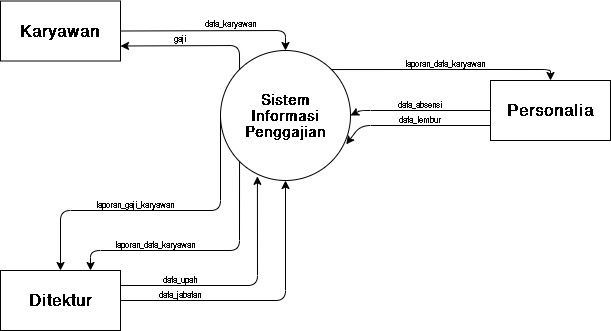 Karyawan
data_karyawan
gaji
Sistem
Informasi
Penggajian
laporan_data_karyawan
Personalia
data_absensi
data_lembur
laporan_gaji_karyawan
laporan_data_karyawan
Ditektur
data_upah
data_jabatan